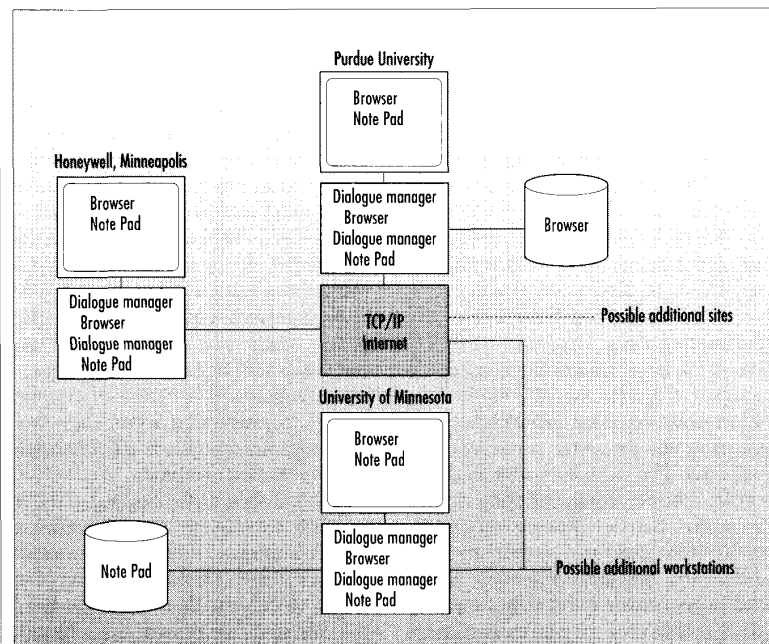 Purdue University
Browser
Note Pad
Honeywell, Minneapolis
Browser
Note Pad
Dialogue manager
Browser
Dialogue manager
Note Pad
Browser
Dialogue manager
Browser
Dialogue manager
Note Pad
TCP/IP
Internet
Possible additional sites
University of Minnesota
Browser
Note Pad
Note Pad
Dialogue manager
Browser
Dialogue manager
Note Pad
Possible additional workstations